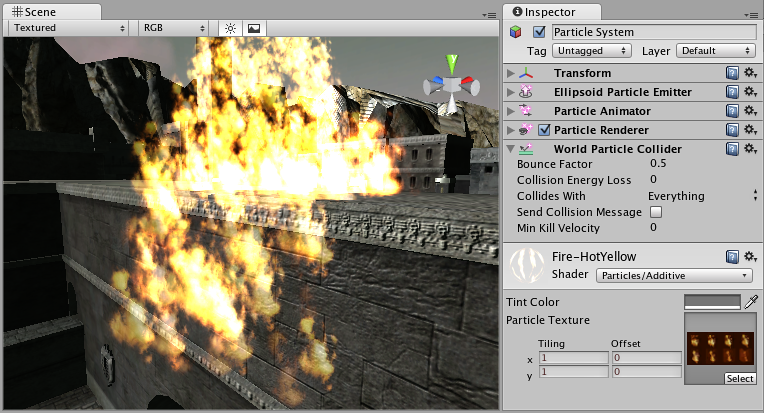 Scene
Textured RGB
Inspector
Particle System
Tag Untagged Layer Default
Transform
Ellipsoid Particle Emitter
Particle Animator
Particle Renderer
World Particle Collider
Bounce Factor 0.5
Collision Energy Loss 0
Collides With Everything
Send Collision Message
Min Kill Velocity 0
Fire-HotYellow
Shader Particles/Additive
Tint Color
Particle Texture
Tiling Offset
x 1 0
y 1 0
Select